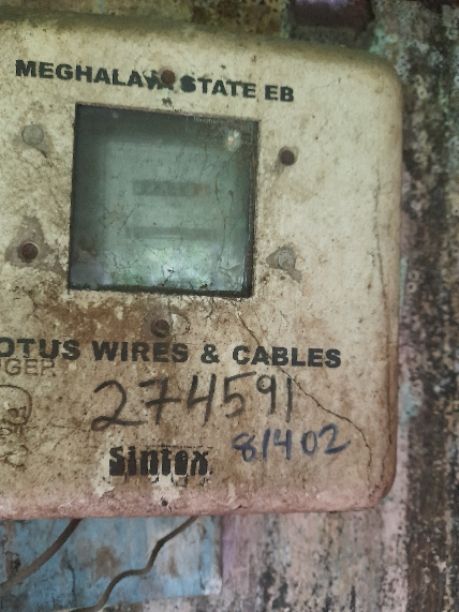 MEGHALAYA STATE EB
OTUS WIRES & CABLES
274591
81402
Sintex